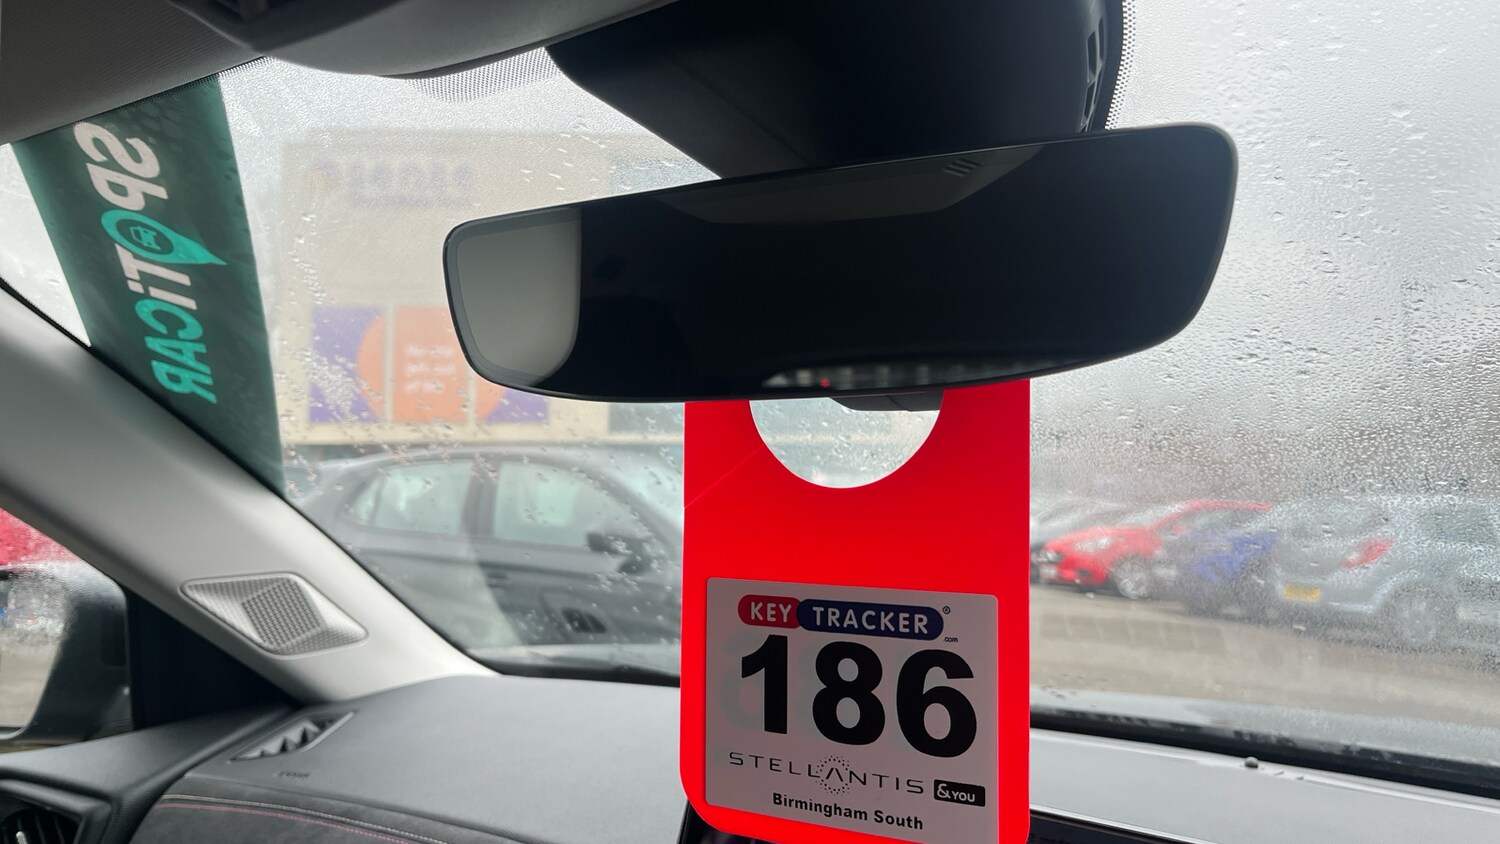 SPOTiCAR
KEY TRACKER®
.com
186
STELLANTIS &YOU
Birmingham South